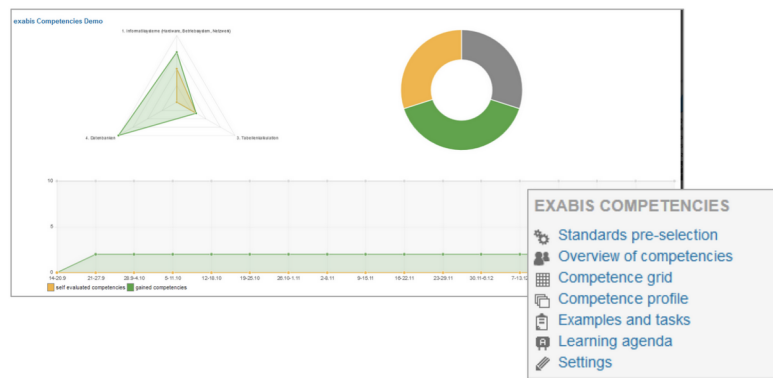 exabis Competencies Demo
1. Informatiksysteme (Hardware, Betriebssystem, Netzwerk)
4. Datenbanken
3. Tabellenkalkulation
10
5
0
14-20.9 21-27.9 28.9-4.10 5-11.10 12-18.10 19-25.10 26.10-1.11 2-8.11 9-15.11 16-22.11 23-29.11 30.11-6.12 7-13.12
self evaluated competencies gained competencies
EXABIS COMPETENCIES
Standards pre-selection
Overview of competencies
Competence grid
Competence profile
Examples and tasks
Learning agenda
Settings